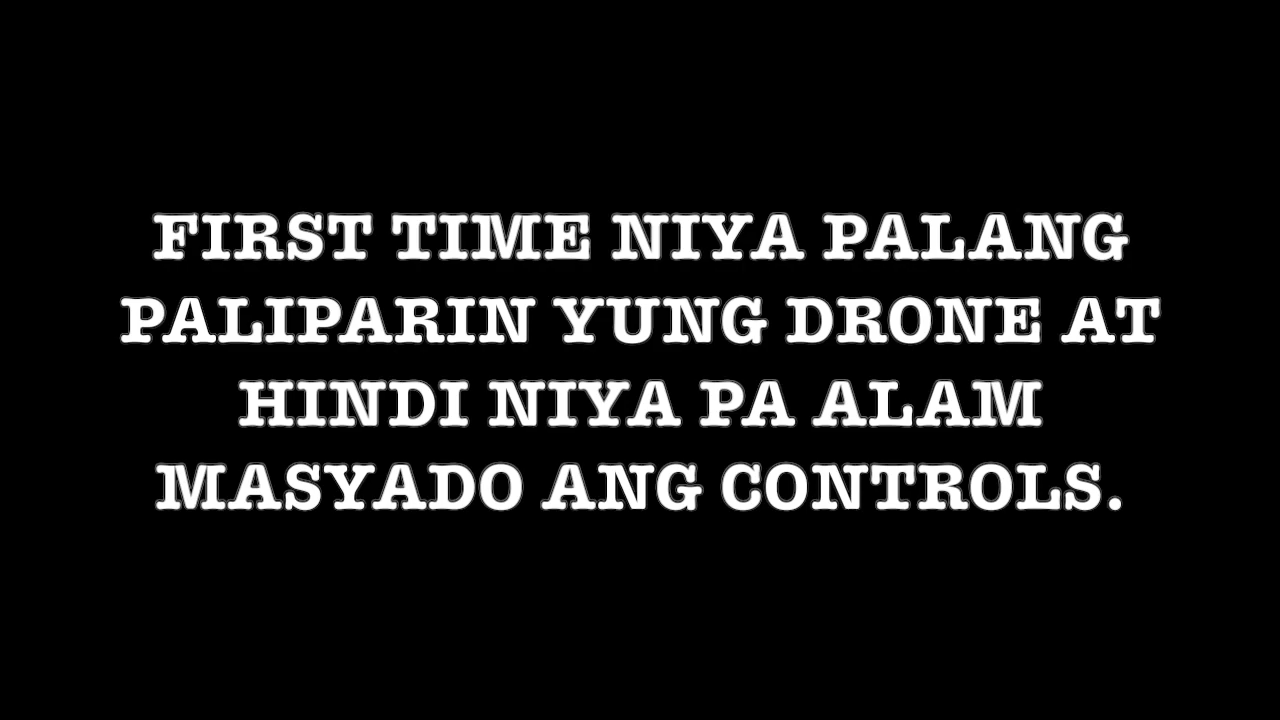 FIRST TIME NIYA PALANG
PALIPARIN YUNG DRONE AT
HINDI NIYA PA ALAM
MASYADO ANG CONTROLS.